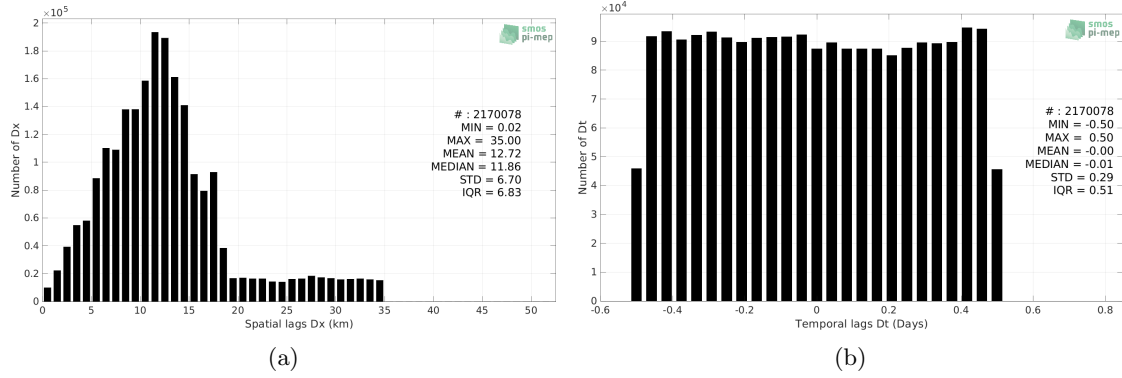 ×10^5
smos
pi-mep
2
1.8
1.6
1.4
1.2
1
0.8
0.6
0.4
0.2
0
Number of Dx
# : 2170078
MIN = 0.02
MAX = 35.00
MEAN = 12.72
MEDIAN = 11.86
STD = 6.70
IQR = 6.83
0 5 10 15 20 25 30 35 40 45 50
Spatial lags Dx (km)
(a)
×10^4
smos
pi-mep
9
8
7
6
5
4
3
2
1
0
Number of Dt
# : 2170078
MIN = -0.50
MAX = 0.50
MEAN = -0.00
MEDIAN = -0.01
STD = 0.29
IQR = 0.51
-0.6 -0.4 -0.2 0 0.2 0.4 0.6 0.8
Temporal lags Dt (Days)
(b)